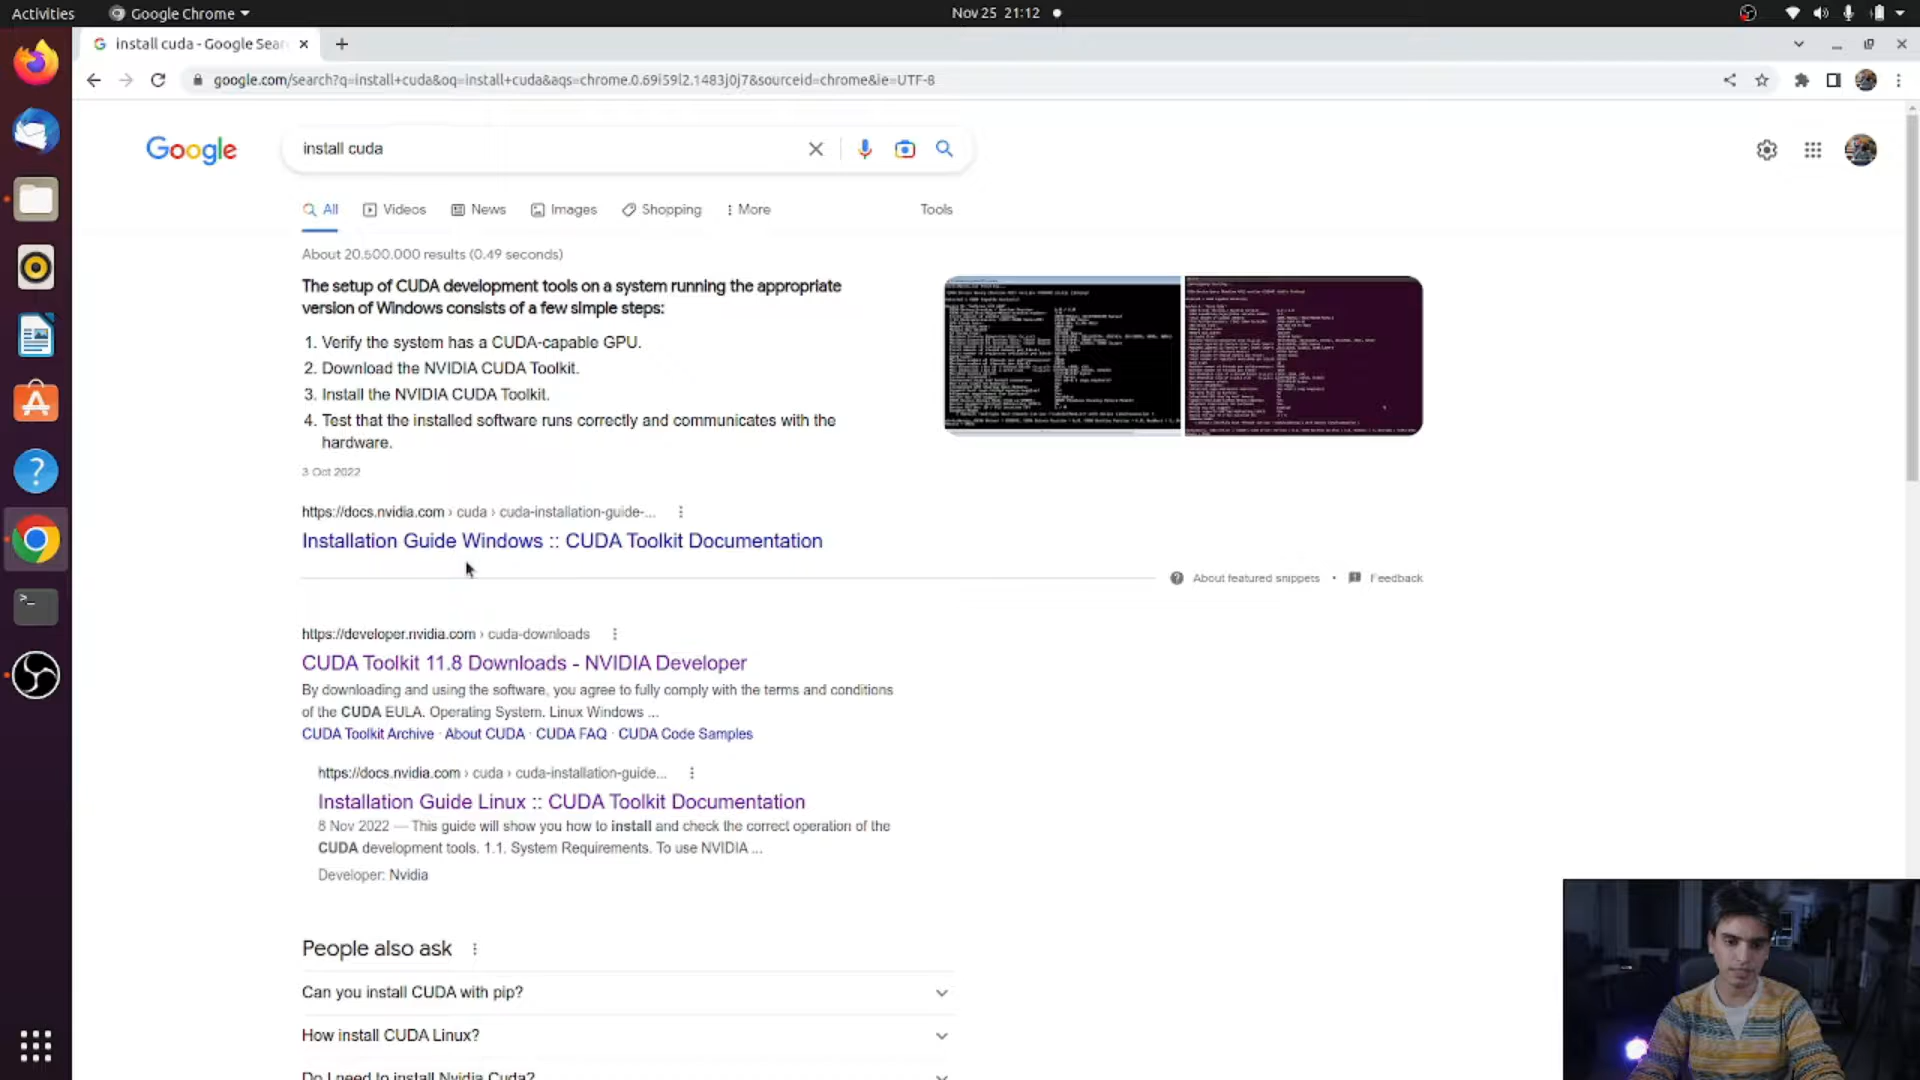 Activities
Google Chrome
Nov 25 21:12
install cuda - Google Sear
google.com/search?q=install+cuda&oq=install+cuda&aqs=chrome.0.69i59l2.1483j0j7&sourceid=chrome&ie=UTF-8
Google
install cuda
All
Videos
News
Images
Shopping
More
Tools
About 20.500.000 results (0.49 seconds)
The setup of CUDA development tools on a system running the appropriate
version of Windows consists of a few simple steps:
1. Verify the system has a CUDA-capable GPU.
2. Download the NVIDIA CUDA Toolkit.
3. Install the NVIDIA CUDA Toolkit.
4. Test that the installed software runs correctly and communicates with the
hardware.
3 Oct 2022
https://docs.nvidia.com › cuda › cuda-installation-guide-...
Installation Guide Windows :: CUDA Toolkit Documentation
About featured snippets • Feedback
https://developer.nvidia.com › cuda-downloads
CUDA Toolkit 11.8 Downloads - NVIDIA Developer
By downloading and using the software, you agree to fully comply with the terms and conditions
of the CUDA EULA. Operating System. Linux Windows ...
CUDA Toolkit Archive · About CUDA · CUDA FAQ · CUDA Code Samples
https://docs.nvidia.com › cuda › cuda-installation-guide...
Installation Guide Linux :: CUDA Toolkit Documentation
8 Nov 2022 — This guide will show you how to install and check the correct operation of the
CUDA development tools. 1.1. System Requirements. To use NVIDIA ...
Developer: Nvidia
People also ask
Can you install CUDA with pip?
How install CUDA Linux?
Do I need to install Nvidia Cuda?